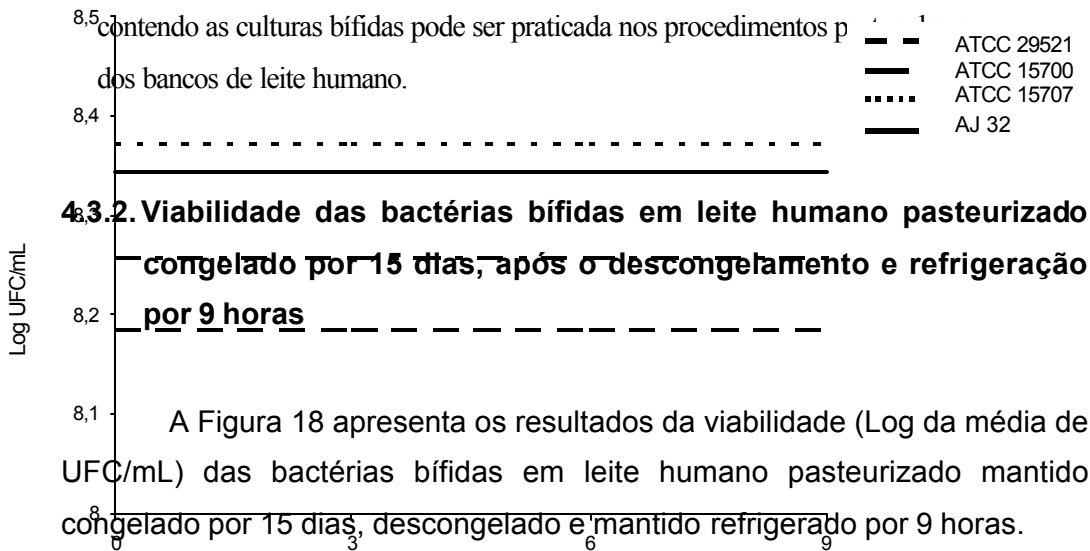 contendo as culturas bífidas pode ser praticada nos procedimentos
dos bancos de leite humano.
4.3.2. Viabilidade das bactérias bífidas em leite humano pasteurizado
congelado por 15 dias, após o descongelamento e refrigeração
por 9 horas
A Figura 18 apresenta os resultados da viabilidade (Log da média de
UFC/mL) das bactérias bífidas em leite humano pasteurizado mantido
congelado por 15 dias, descongelado e mantido refrigerado por 9 horas.
ATCC 29521
ATCC 15700
ATCC 15707
AJ 32
Log UFC/mL
8,5
8,4
8,3
8,2
8,1
8
0 3 6 9